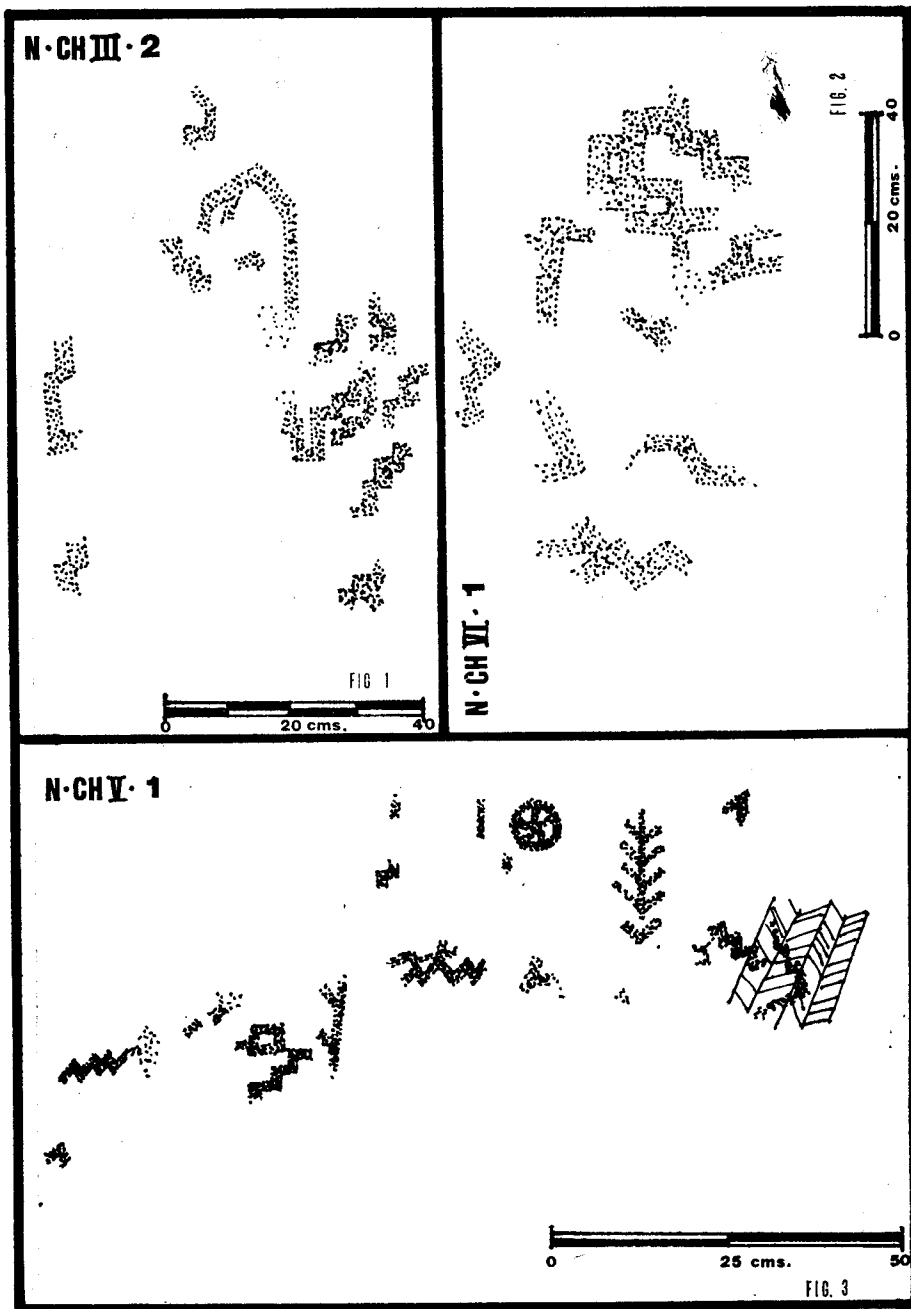 N·CH III·2
FIG 1
0 20 cms. 40
FIG. 2
0 20 cms. 40
N·CH VI·1
N·CH V·1
0 25 cms. 50
FIG. 3